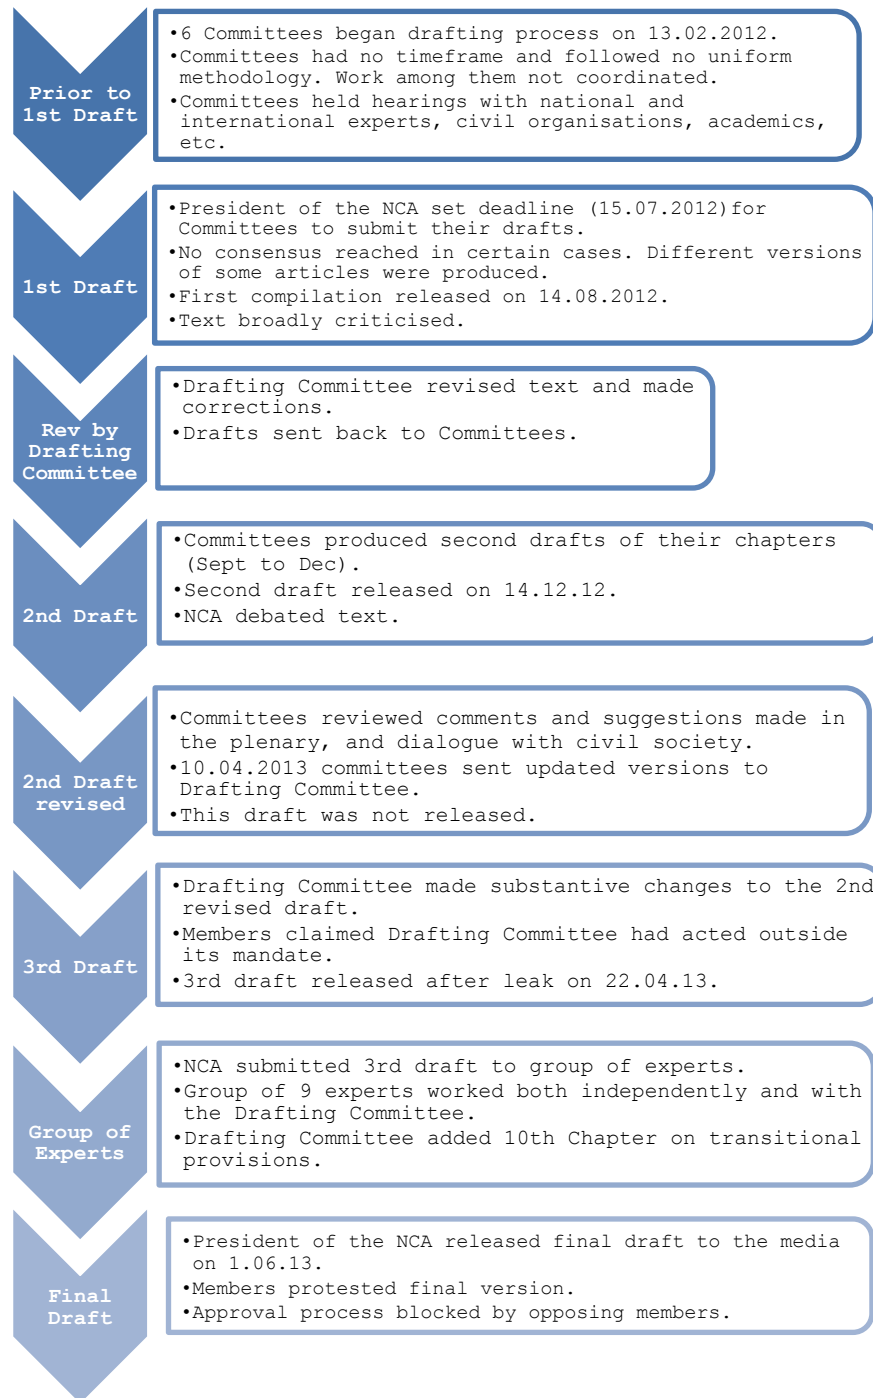 Prior to
1st Draft
•6 Committees began drafting process on 13.02.2012.
•Committees had no timeframe and followed no uniform
methodology. Work among them not coordinated.
•Committees held hearings with national and
international experts, civil organisations, academics,
etc.
1st Draft
•President of the NCA set deadline (15.07.2012)for
Committees to submit their drafts.
•No consensus reached in certain cases. Different versions
of some articles were produced.
•First compilation released on 14.08.2012.
•Text broadly criticised.
Rev by
Drafting
Committee
•Drafting Committee revised text and made
corrections.
•Drafts sent back to Committees.
2nd Draft
•Committees produced second drafts of their chapters
(Sept to Dec).
•Second draft released on 14.12.12.
•NCA debated text.
2nd Draft
revised
•Committees reviewed comments and suggestions made in
the plenary, and dialogue with civil society.
•10.04.2013 committees sent updated versions to
Drafting Committee.
•This draft was not released.
3rd Draft
•Drafting Committee made substantive changes to the 2nd
revised draft.
•Members claimed Drafting Committee had acted outside
its mandate.
•3rd draft released after leak on 22.04.13.
Group of
Experts
•NCA submitted 3rd draft to group of experts.
•Group of 9 experts worked both independently and with
the Drafting Committee.
•Drafting Committee added 10th Chapter on transitional
provisions.
Final
Draft
•President of the NCA released final draft to the media
on 1.06.13.
•Members protested final version.
•Approval process blocked by opposing members.